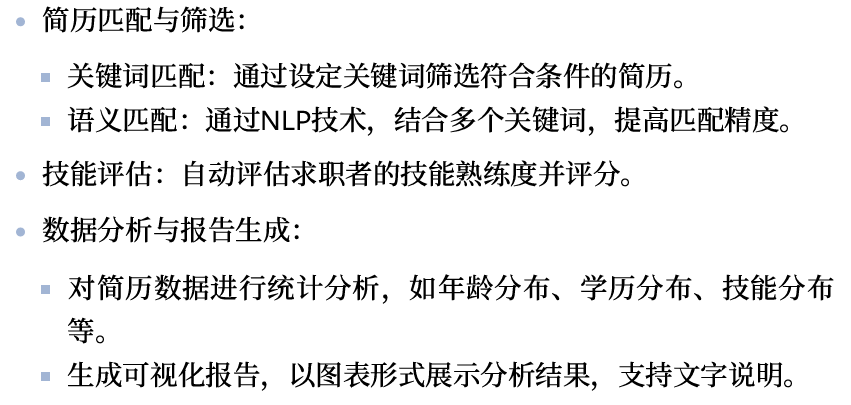 简历匹配与筛选：
关键词匹配：通过设定关键词筛选符合条件的简历。
语义匹配：通过NLP技术，结合多个关键词，提高匹配精度。
技能评估：自动评估求职者的技能熟练度并评分。
数据分析与报告生成：
对简历数据进行统计分析，如年龄分布、学历分布、技能分布
等。
生成可视化报告，以图表形式展示分析结果，支持文字说明。